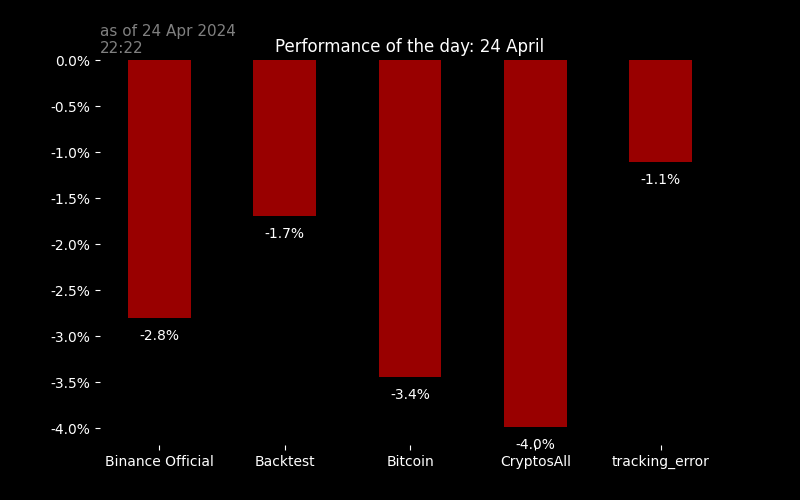 as of 24 Apr 2024
22:22
Performance of the day: 24 April
0.0%
-0.5%
-1.0%
-1.5%
-2.0%
-2.5%
-3.0%
-3.5%
-4.0%
-2.8%
-1.7%
-3.4%
-4.0%
-1.1%
Binance Official
Backtest
Bitcoin
CryptosAll
tracking_error